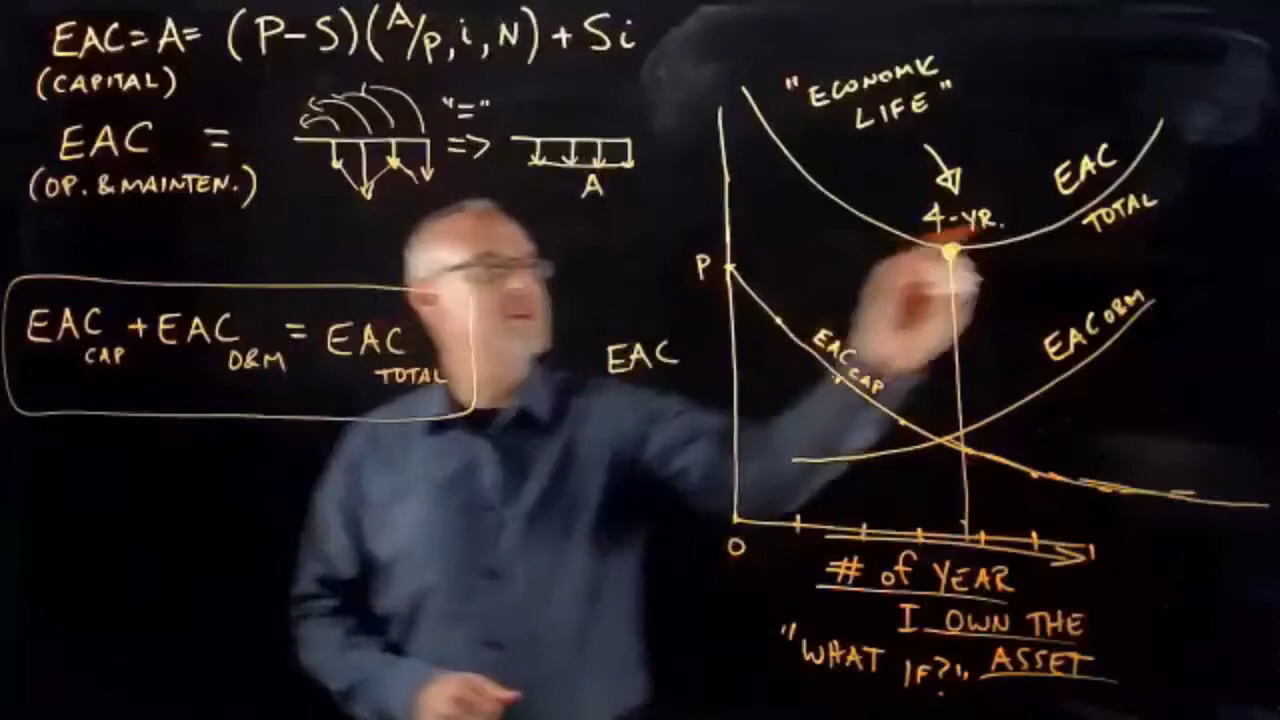 EAC = A = (P-S)(A/P, i, N) + Si
(CAPITAL)
EAC =
(OP. & MAINTEN.)
"="
=>
A
EAC CAP + EAC O&M = EAC TOTAL
"ECONOMIC
LIFE"
4-YR.
EAC
TOTAL
P
EAC CAP
EAC O&M
EAC
0
# of YEAR
I OWN THE
"WHAT IF?" ASSET